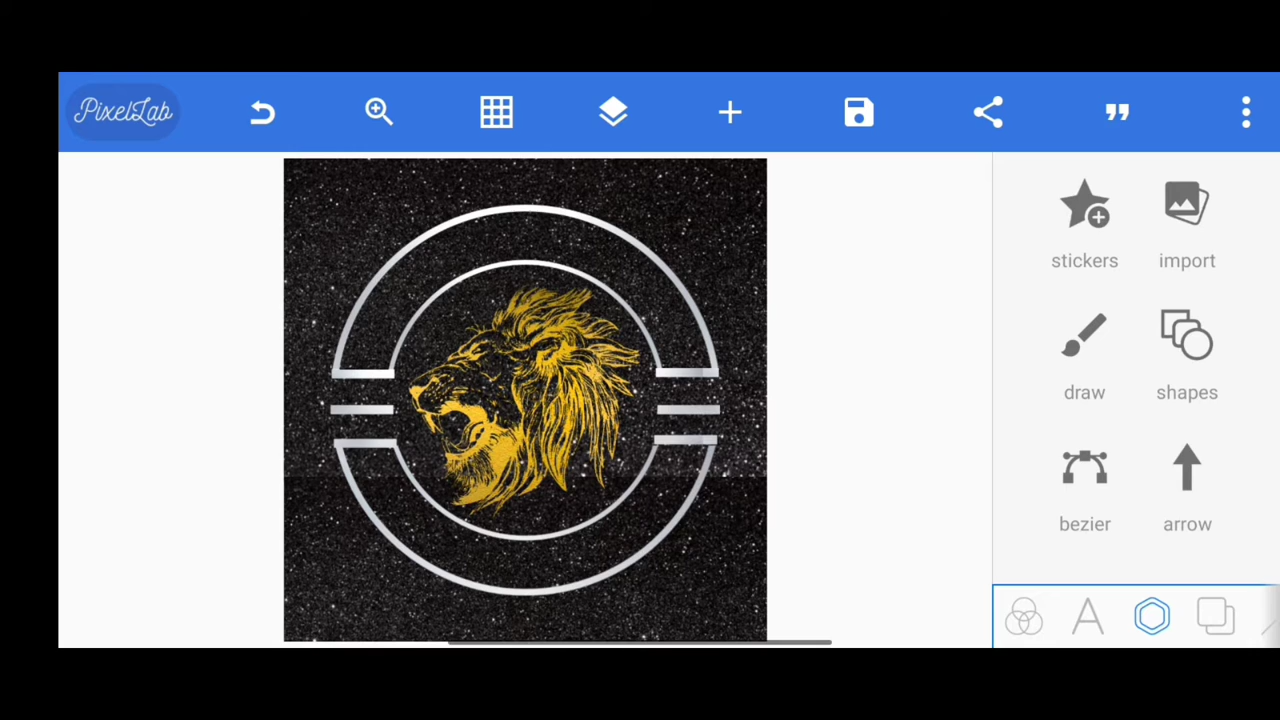 PixelLab
stickers
import
draw
shapes
bezier
arrow